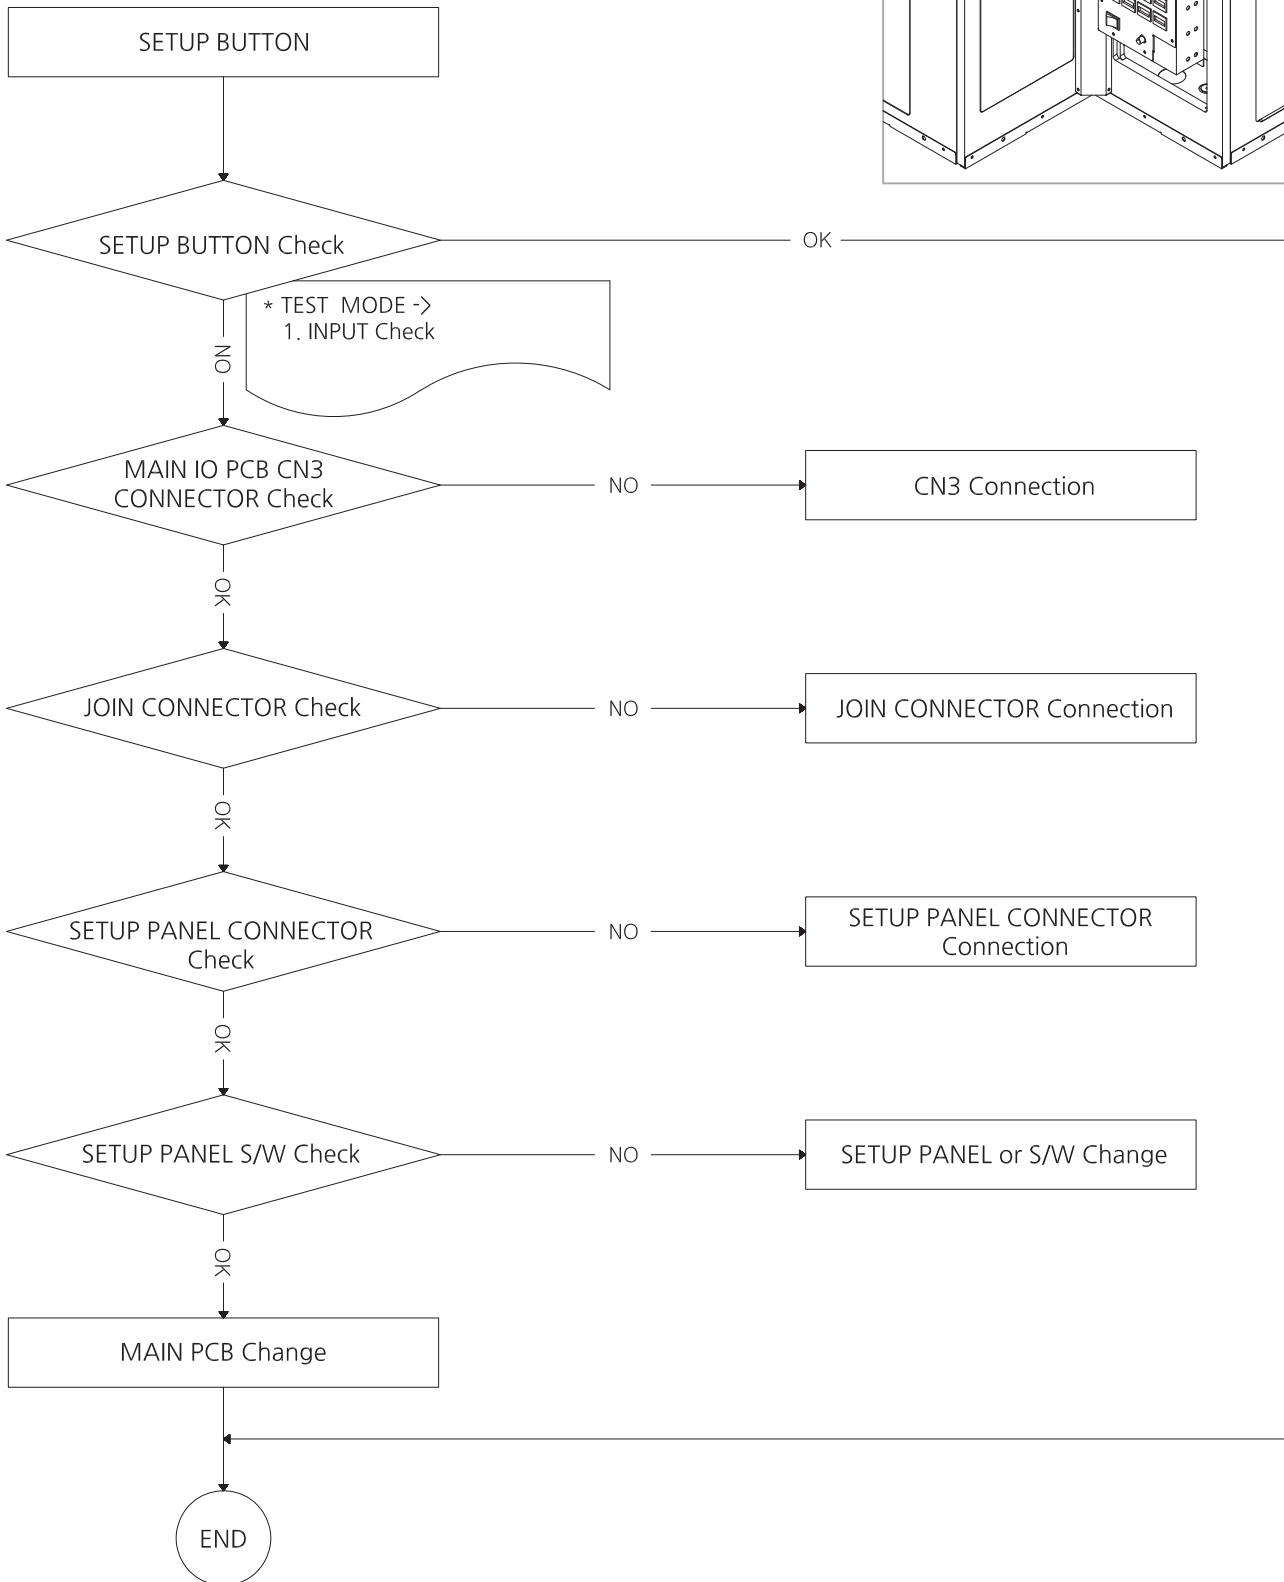 SETUP BUTTON
SETUP BUTTON Check
OK
* TEST MODE ->
1. INPUT Check
NO
MAIN IO PCB CN3
CONNECTOR Check
NO
CN3 Connection
OK
JOIN CONNECTOR Check
NO
JOIN CONNECTOR Connection
OK
SETUP PANEL CONNECTOR
Check
NO
SETUP PANEL CONNECTOR
Connection
OK
SETUP PANEL S/W Check
NO
SETUP PANEL or S/W Change
OK
MAIN PCB Change
END